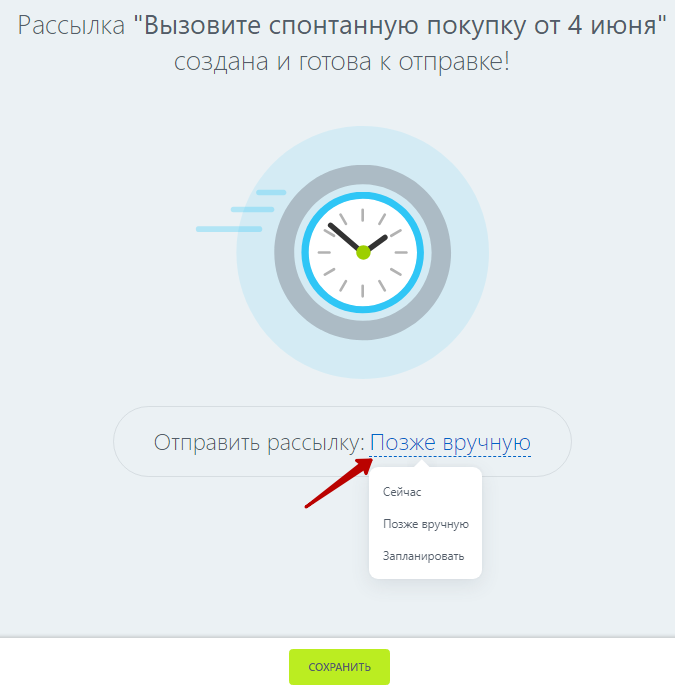 Рассылка "Вызовите спонтанную покупку от 4 июня"
создана и готова к отправке!
Отправить рассылку: Позже вручную
Сейчас
Позже вручную
Запланировать
СОХРАНИТЬ